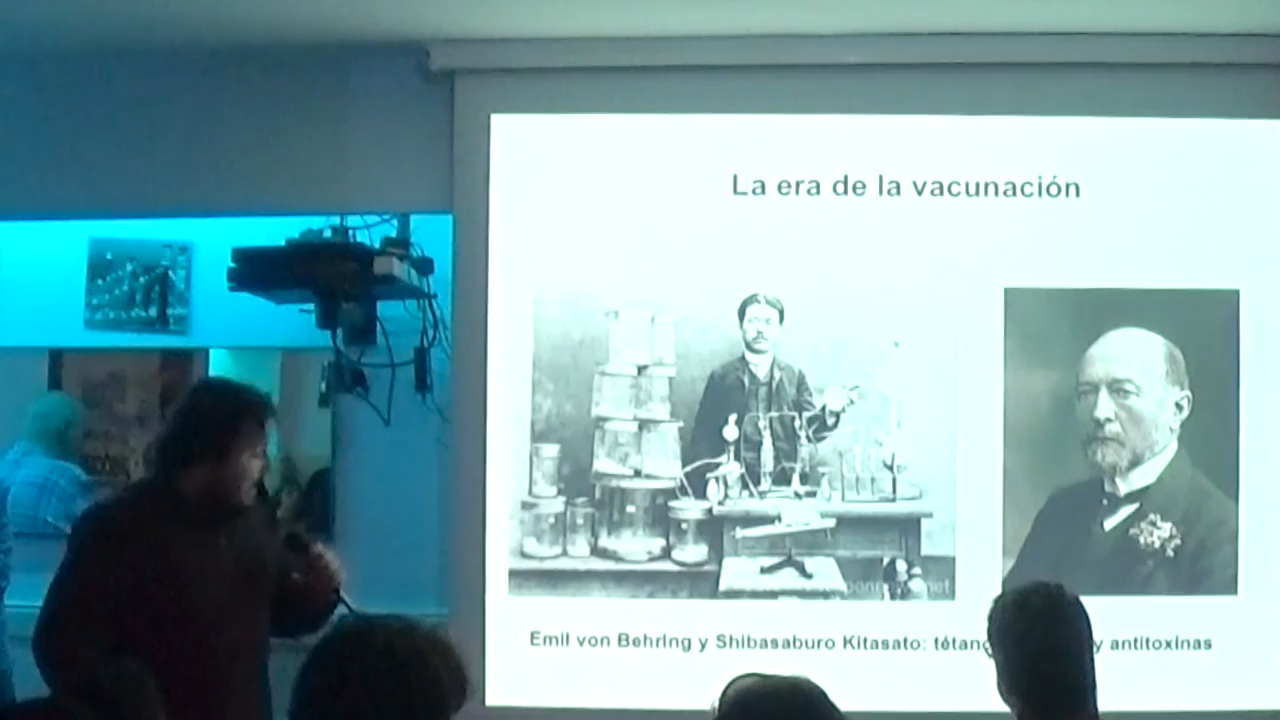 La era de la vacunación
Emil von Behring y Shibasaburo Kitasato: y antitoxinas